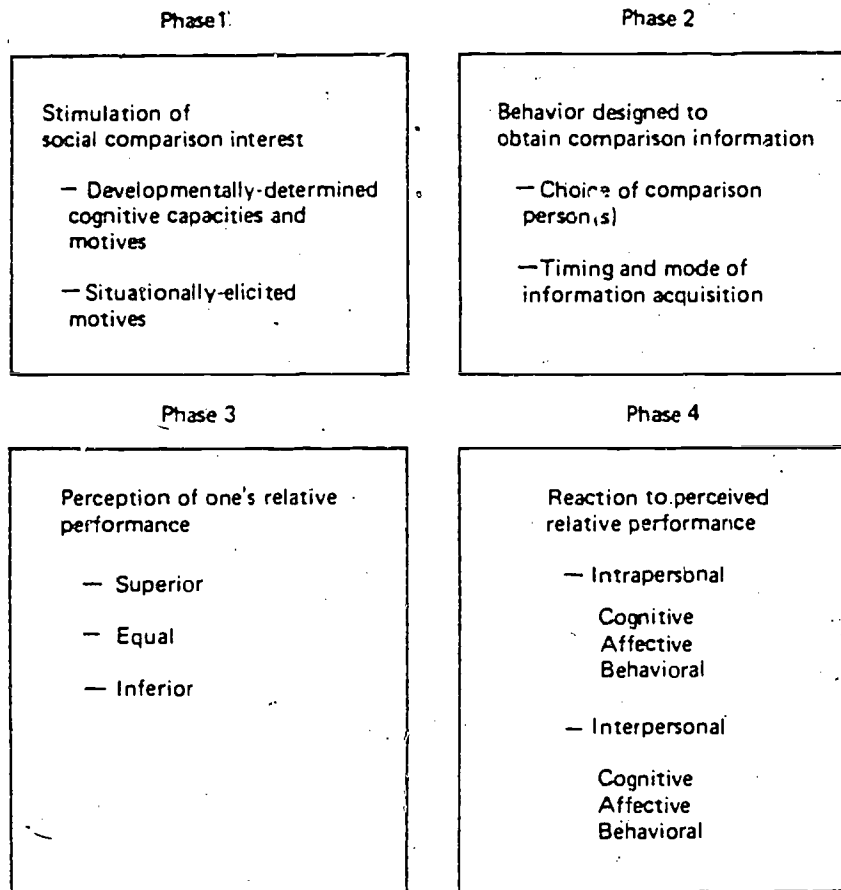 Phase 1
Stimulation of
social comparison interest
— Developmentally-determined
cognitive capacities and
motives
— Situationally-elicited
motives
Phase 2
Behavior designed to
obtain comparison information
— Choice of comparison
person(s)
— Timing and mode of
information acquisition
Phase 3
Perception of one's relative
performance
— Superior
— Equal
— Inferior
Phase 4
Reaction to perceived
relative performance
— Intrapersonal
Cognitive
Affective
Behavioral
— Interpersonal
Cognitive
Affective
Behavioral